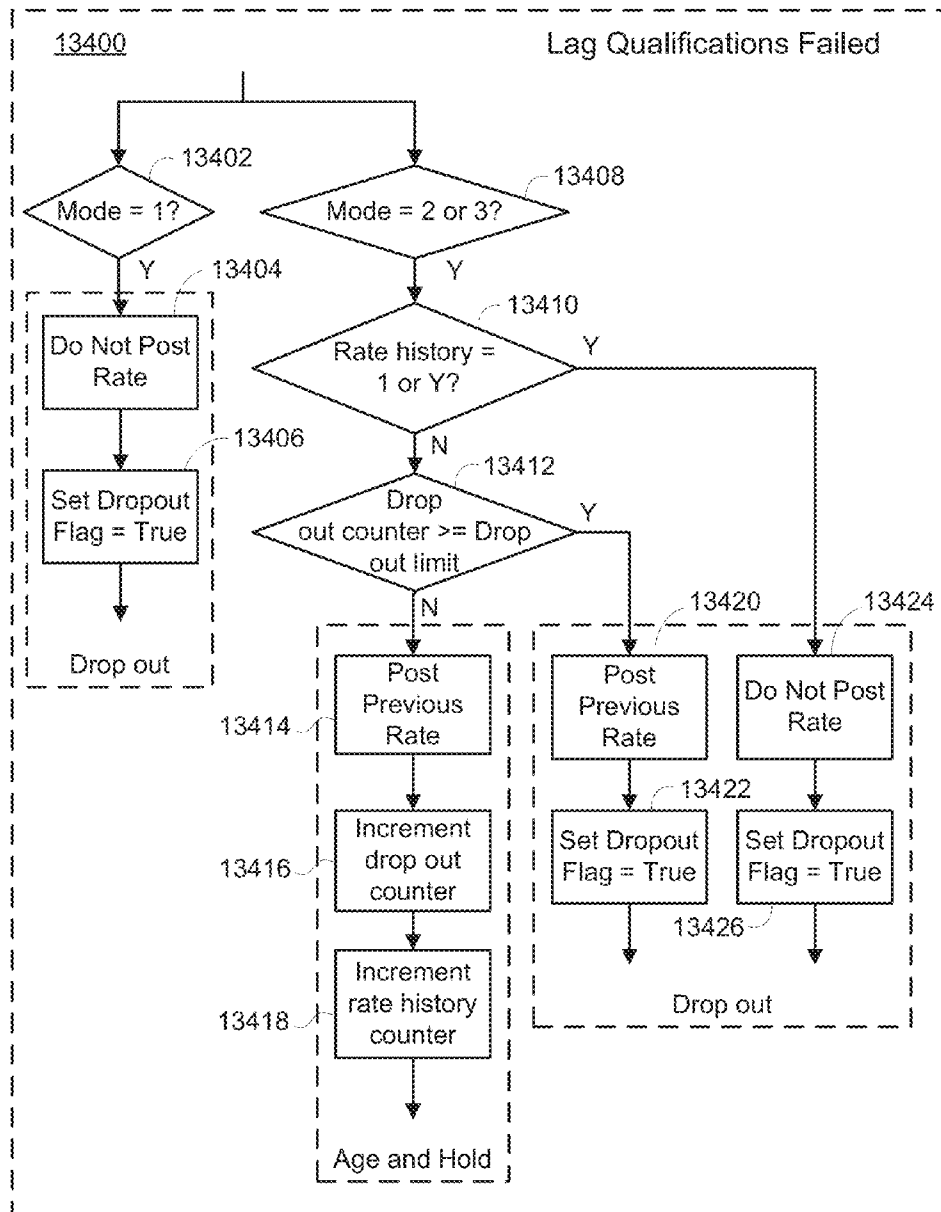 13400
Lag Qualifications Failed
13402
Mode = 1?
Y
13404
Do Not Post
Rate
13406
Set Dropout
Flag = True
Drop out
13408
Mode = 2 or 3?
Y
13410
Rate history =
1 or Y?
Y
N
13412
Drop
out counter >= Drop
out limit
Y
N
13414
Post
Previous
Rate
13416
Increment
drop out
counter
13418
Increment
rate history
counter
Age and Hold
13420
Post
Previous
Rate
13422
Set Dropout
Flag = True
13424
Do Not Post
Rate
13426
Set Dropout
Flag = True
Drop out